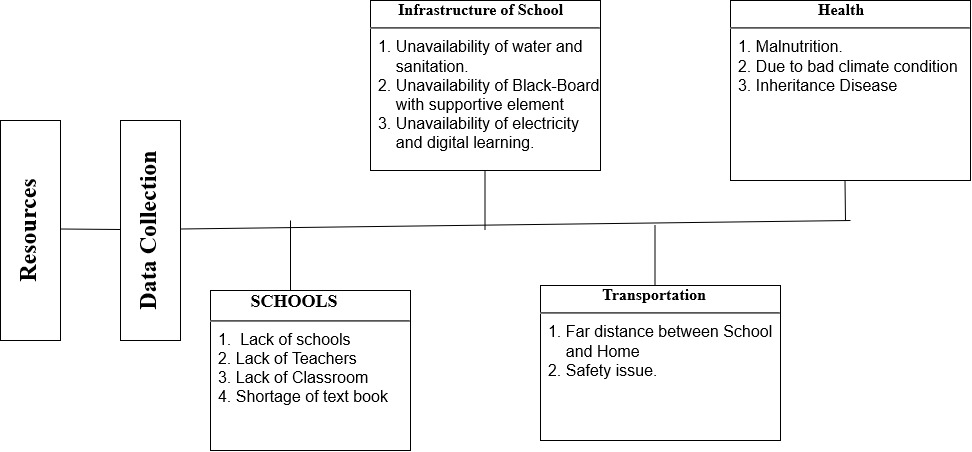 Resources
Data Collection
Infrastructure of School
1. Unavailability of water and
sanitation.
2. Unavailability of Black-Board
with supportive element
3. Unavailability of electricity
and digital learning.
Health
1. Malnutrition.
2. Due to bad climate condition
3. Inheritance Disease
SCHOOLS
1. Lack of schools
2. Lack of Teachers
3. Lack of Classroom
4. Shortage of text book
Transportation
1. Far distance between School
and Home
2. Safety issue.